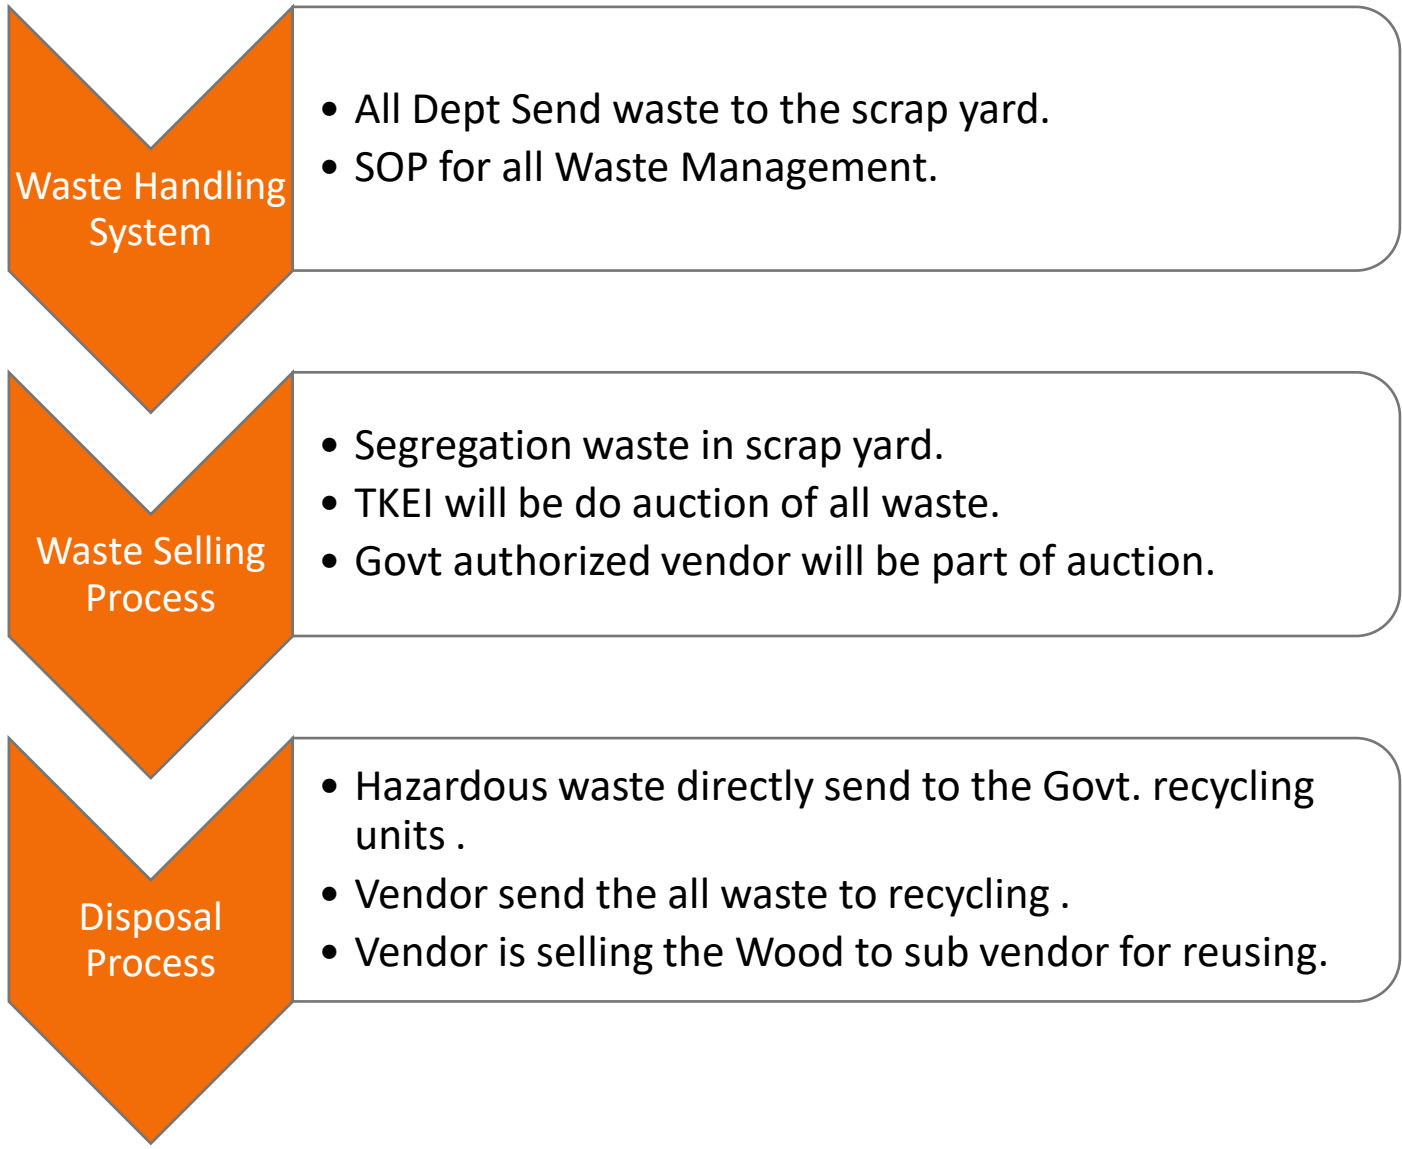 Waste Handling
System
• All Dept Send waste to the scrap yard.
• SOP for all Waste Management.
Waste Selling
Process
• Segregation waste in scrap yard.
• TKEI will be do auction of all waste.
• Govt authorized vendor will be part of auction.
Disposal
Process
• Hazardous waste directly send to the Govt. recycling
units .
• Vendor send the all waste to recycling .
• Vendor is selling the Wood to sub vendor for reusing.